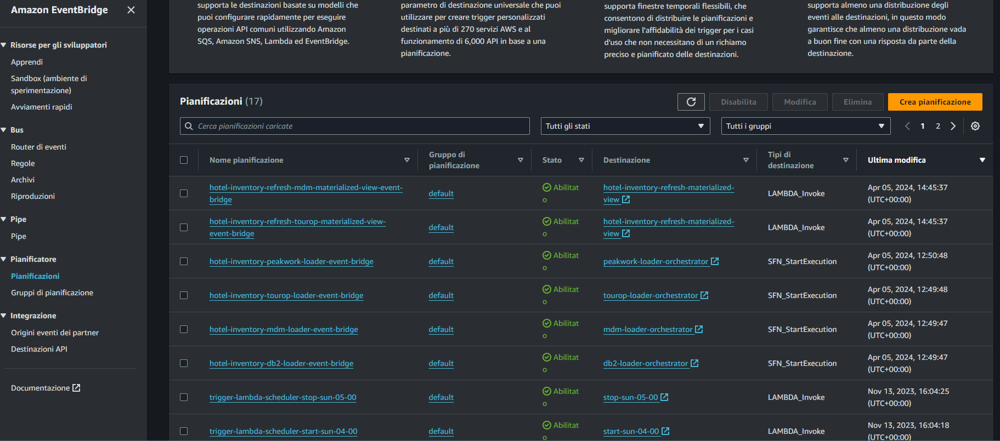 Amazon EventBridge
Risorse per gli sviluppatori
Apprendi
Sandbox (ambiente di
sperimentazione)
Avviamenti rapidi
Bus
Router di eventi
Regole
Archivi
Riproduzioni
Pipe
Pipe
Pianificatore
Pianificazioni
Gruppi di pianificazione
Integrazione
Origini eventi dei partner
Destinazioni API
Documentazione
supporta le destinazioni basate su modelli che
puoi configurare rapidamente per eseguire
operazioni API comuni utilizzando Amazon
SQS, Amazon SNS, Lambda ed EventBridge.
parametro di destinazione universale che puoi
utilizzare per creare trigger personalizzati
destinati a più di 270 servizi AWS e al
funzionamento di 6,000 API in base a una
pianificazione.
supporta finestre temporali flessibili, che
consentono di distribuire le pianificazioni e
migliorare l'affidabilità dei trigger per i casi
d'uso che non necessitano di un richiamo
preciso e pianificato delle destinazioni.
supporta almeno una distribuzione degli
eventi alle destinazioni, in questo modo
garantisce che almeno una distribuzione vada
a buon fine con una risposta da parte della
destinazione.
Pianificazioni (17)
Disabilita
Modifica
Elimina
Crea pianificazione
Cerca pianificazioni caricate
Tutti gli stati
Tutti i gruppi
1 2
Nome pianificazione
Gruppo di
pianificazione
Stato
Destinazione
Tipi di
destinazione
Ultima modifica
hotel-inventory-refresh-mdm-materialized-view-event-
bridge
default
Abilitat
o
hotel-inventory-refresh-materialized-
view
LAMBDA_Invoke
Apr 05, 2024, 14:45:37
(UTC+00:00)
hotel-inventory-refresh-tourop-materialized-view-
event-bridge
default
Abilitat
o
hotel-inventory-refresh-materialized-
view
LAMBDA_Invoke
Apr 05, 2024, 14:45:37
(UTC+00:00)
hotel-inventory-peakwork-loader-event-bridge
default
Abilitat
o
peakwork-loader-orchestrator
SFN_StartExecution
Apr 05, 2024, 12:50:48
(UTC+00:00)
hotel-inventory-tourop-loader-event-bridge
default
Abilitat
o
tourop-loader-orchestrator
SFN_StartExecution
Apr 05, 2024, 12:49:48
(UTC+00:00)
hotel-inventory-mdm-loader-event-bridge
default
Abilitat
o
mdm-loader-orchestrator
SFN_StartExecution
Apr 05, 2024, 12:49:47
(UTC+00:00)
hotel-inventory-db2-loader-event-bridge
default
Abilitat
o
db2-loader-orchestrator
SFN_StartExecution
Apr 05, 2024, 12:49:47
(UTC+00:00)
trigger-lambda-scheduler-stop-sun-05-00
default
Abilitat
o
stop-sun-05-00
LAMBDA_Invoke
Nov 13, 2023, 16:04:25
(UTC+00:00)
trigger-lambda-scheduler-start-sun-04-00
default
Abilitat
o
start-sun-04-00
LAMBDA_Invoke
Nov 13, 2023, 16:04:18
(UTC+00:00)